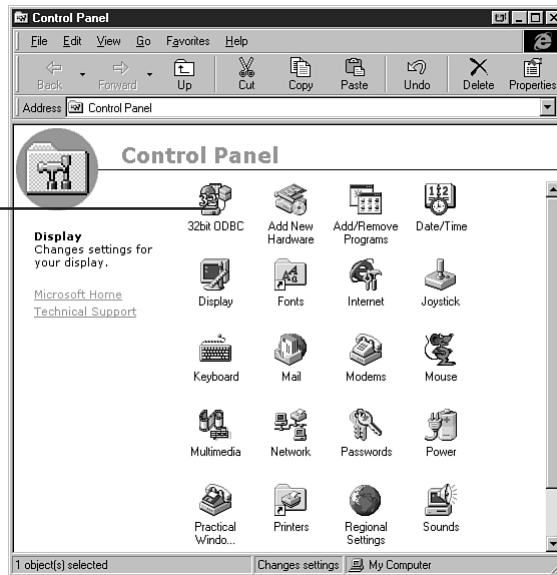 Control Panel
File Edit View Go Favorites Help
Back Forward Up Cut Copy Paste Undo Delete Properties
Address Control Panel
Control Panel
Display
Changes settings for
your display.
Microsoft Home
Technical Support
32bit ODBC
Add New
Hardware
Add/Remove
Programs
Date/Time
Display
Fonts
Internet
Joystick
Keyboard
Mail
Modems
Mouse
Multimedia
Network
Passwords
Power
Practical
Windo...
Printers
Regional
Settings
Sounds
1 object(s) selected
Changes settings
My Computer